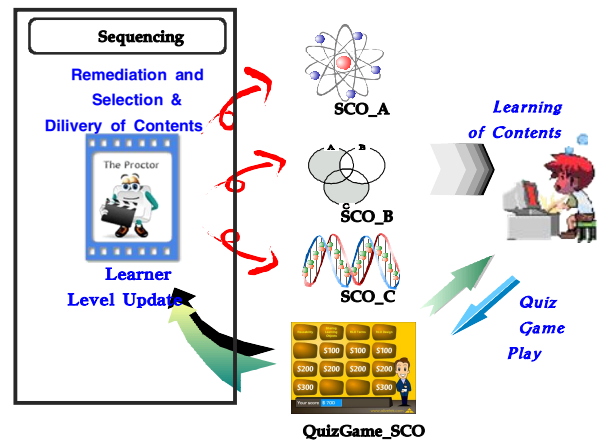 Sequencing
Remediation and
Selection &
Dilivery of Contents
The Proctor
Learner
Level Update
SCO_A
A B
C
SCO_B
SCO_C
$100 $100 $100
$200 $200 $200 $200
$300 $300
Your score $ 700
QuizGame_SCO
Learning
of Contents
Quiz
Game
Play